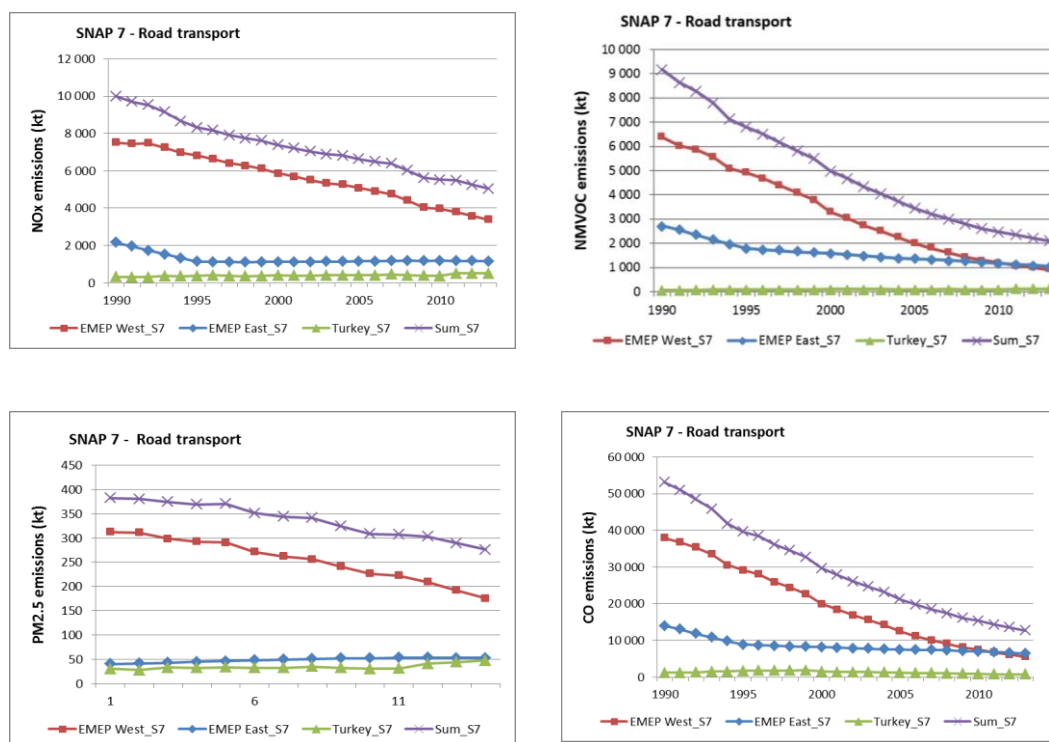 SNAP 7 - Road transport
NOx emissions (kt)
12 000
10 000
8 000
6 000
4 000
2 000
0
1990
1995
2000
2005
2010
EMEP West_S7
EMEP East_S7
Turkey_S7
Sum_S7
SNAP 7 - Road transport
NMVOC emissions (kt)
10 000
9 000
8 000
7 000
6 000
5 000
4 000
3 000
2 000
1 000
0
1990
1995
2000
2005
2010
EMEP West_S7
EMEP East_S7
Turkey_S7
Sum_S7
SNAP 7 - Road transport
PM2.5 emissions (kt)
450
400
350
300
250
200
150
100
50
0
1
6
11
EMEP West_S7
EMEP East_S7
Turkey_S7
Sum_S7
SNAP 7 - Road transport
CO emissions (kt)
60 000
50 000
40 000
30 000
20 000
10 000
0
1990
1995
2000
2005
2010
EMEP West_S7
EMEP East_S7
Turkey_S7
Sum_S7